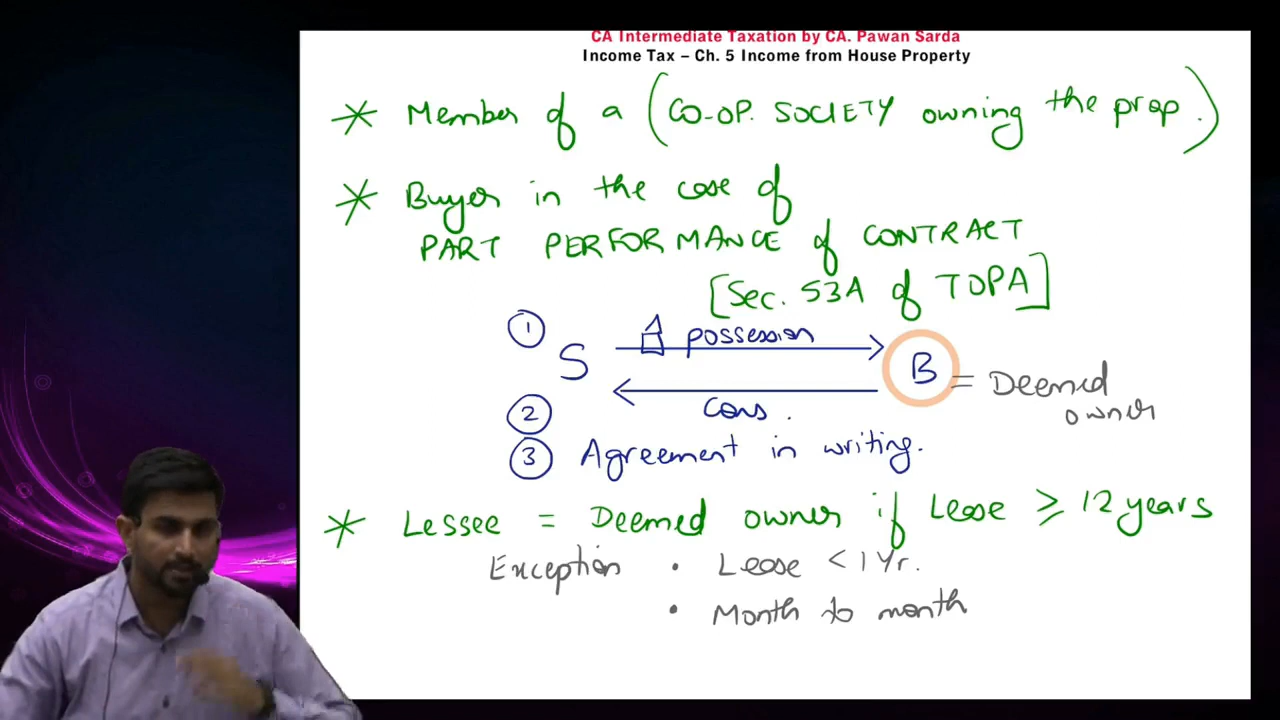 CA Intermediate Taxation by CA. Pawan Sarda
Income Tax – Ch. 5 Income from House Property
* Member of a (CO-OP. SOCIETY owning the prop.)
* Buyer in the case of
PART PERFORMANCE of CONTRACT
[Sec. 53A of TOPA]
① S possession B = Deemed owner
② Cons.
③ Agreement in writing.
* Lessee = Deemed owner if Lease ≥ 12 years
Exception • Lease < 1 Yr.
• Month to month